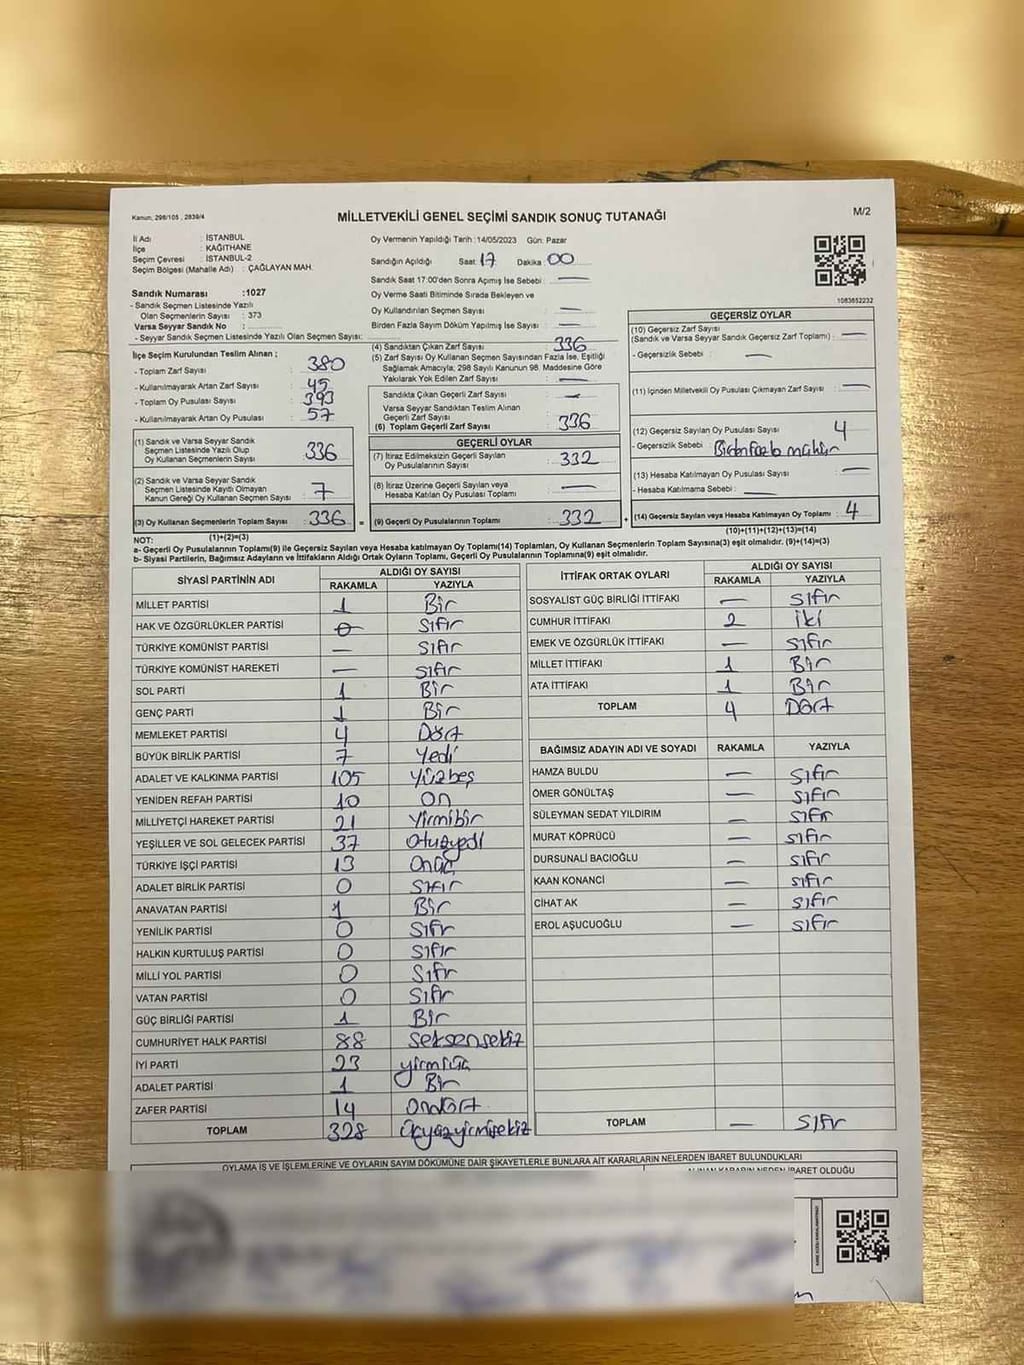 Kanun; 298/105 , 2839/4
MİLLETVEKİLİ GENEL SEÇİMİ SANDIK SONUÇ TUTANAĞI
M/2
İl Adı : İSTANBUL
İlçe : KAĞITHANE
Seçim Çevresi : İSTANBUL-2
Seçim Bölgesi (Mahalle Adı) : ÇAĞLAYAN MAH.
Sandık Numarası :1027
- Sandık Seçmen Listesinde Yazılı
Olan Seçmenlerin Sayısı : 373
Varsa Seyyar Sandık No :
- Seyyar Sandık Seçmen Listesinde Yazılı Olan Seçmen Sayısı:
İlçe Seçim Kurulundan Teslim Alınan ;
- Toplam Zarf Sayısı : 380
- Kullanılmayarak Artan Zarf Sayısı : 45
- Toplam Oy Pusulası Sayısı : 393
- Kullanılmayarak Artan Oy Pusulası : 57
(1) Sandık ve Varsa Seyyar Sandık
Seçmen Listesinde Yazılı Olup
Oy Kullanan Seçmenlerin Sayısı : 336
(2) Sandık ve Varsa Seyyar Sandık
Seçmen Listesinde Kayıtlı Olmayan
Kanun Gereği Oy Kullanan Seçmen Sayısı : 7
(3) Oy Kullanan Seçmenlerin Toplam Sayısı : 336
(1)+(2)=(3)
Oy Vermenin Yapıldığı Tarih :14/05/2023 Gün: Pazar
Sandığın Açıldığı Saat: 17 Dakika: 00
Sandık Saat 17:00'den Sonra Açımış İse Sebebi : —
Oy Verme Saati Bitiminde Sırada Bekleyen ve
Oy Kullandırılan Seçmen Sayısı : —
Birden Fazla Sayım Döküm Yapılmış İse Sayısı : —
(4) Sandıktan Çıkan Zarf Sayısı : 336
(5) Zarf Sayısı Oy Kullanan Seçmen Sayısından Fazla İse, Eşitliği
Sağlamak Amacıyla; 298 Sayılı Kanunun 98. Maddesine Göre
Yakılarak Yok Edilen Zarf Sayısı : —
Sandıkta Çıkan Geçerli Zarf Sayısı : —
Varsa Seyyar Sandıktan Teslim Alınan
Geçerli Zarf Sayısı :
(6) Toplam Geçerli Zarf Sayısı : 336
GEÇERLİ OYLAR
(7) İtiraz Edilmeksizin Geçerli Sayılan
Oy Pusulalarının Sayısı : 332
(8) İtiraz Üzerine Geçerli Sayılan veya
Hesaba Katılan Oy Pusulası Toplamı : —
= (9) Geçerli Oy Pusulalarının Toplamı : 332
1083652232
GEÇERSİZ OYLAR
(10) Geçersiz Zarf Sayısı
(Sandık ve Varsa Seyyar Sandık Geçersiz Zarf Toplamı) : —
- Geçersizlik Sebebi : —
(11) İçinden Milletvekili Oy Pusulası Çıkmayan Zarf Sayısı : —
(12) Geçersiz Sayılan Oy Pusulası Sayısı : 4
- Geçersizlik Sebebi : Birden fazla mühür
(13) Hesaba Katılmayan Oy Pusulası Sayısı : —
- Hesaba Katılmama Sebebi : —
+ (14) Geçersiz Sayılan veya Hesaba Katılmayan Oy Toplamı : 4
(10)+(11)+(12)+(13)=(14)
NOT:
a- Geçerli Oy Pusulalarının Toplamı(9) ile Geçersiz Sayılan veya Hesaba katılmayan Oy Toplamı(14) Toplamları, Oy Kullanan Seçmenlerin Toplam Sayısına(3) eşit olmalıdır. (9)+(14)=(3)
b- Siyasi Partilerin, Bağımsız Adayların ve İttifakların Aldığı Ortak Oyların Toplamı, Geçerli Oy Pusulalarının Toplamına(9) eşit olmalıdır.
SİYASİ PARTİNİN ADI ALDIĞI OY SAYISI
RAKAMLA YAZIYLA
MİLLET PARTİSİ 1 Bir
HAK VE ÖZGÜRLÜKLER PARTİSİ 0 Sıfır
TÜRKİYE KOMÜNİST PARTİSİ — Sıfır
TÜRKİYE KOMÜNİST HAREKETİ — Sıfır
SOL PARTİ 1 Bir
GENÇ PARTİ 1 Bir
MEMLEKET PARTİSİ 4 Dört
BÜYÜK BİRLİK PARTİSİ 7 Yedi
ADALET VE KALKINMA PARTİSİ 105 Yüzbeş
YENİDEN REFAH PARTİSİ 10 On
MİLLİYETÇİ HAREKET PARTİSİ 21 Yirmibir
YEŞİLLER VE SOL GELECEK PARTİSİ 37 Otuzyedi
TÜRKİYE İŞÇİ PARTİSİ 13 Onüç
ADALET BİRLİK PARTİSİ 0 Sıfır
ANAVATAN PARTİSİ 1 Bir
YENİLİK PARTİSİ 0 Sıfır
HALKIN KURTULUŞ PARTİSİ 0 Sıfır
MİLLİ YOL PARTİSİ 0 Sıfır
VATAN PARTİSİ 0 Sıfır
GÜÇ BİRLİĞİ PARTİSİ 1 Bir
CUMHURİYET HALK PARTİSİ 88 Seksensekiz
İYİ PARTİ 23 yirmiüç
ADALET PARTİSİ 1 Bir
ZAFER PARTİSİ 14 Ondört
TOPLAM 328 üçyüzyirmisekiz
İTTİFAK ORTAK OYLARI ALDIĞI OY SAYISI
RAKAMLA YAZIYLA
SOSYALİST GÜÇ BİRLİĞİ İTTİFAKI — Sıfır
CUMHUR İTTİFAKI 2 iki
EMEK VE ÖZGÜRLÜK İTTİFAKI — Sıfır
MİLLET İTTİFAKI 1 Bir
ATA İTTİFAKI 1 Bir
TOPLAM 4 Dört
BAĞIMSIZ ADAYIN ADI VE SOYADI RAKAMLA YAZIYLA
HAMZA BULDU — Sıfır
ÖMER GÖNÜLTAŞ — Sıfır
SÜLEYMAN SEDAT YILDIRIM — Sıfır
MURAT KÖPRÜCÜ — Sıfır
DURSUNALİ BACIOĞLU — Sıfır
KAAN KONANCİ — Sıfır
CİHAT AK — Sıfır
EROL AŞUCUOĞLU — Sıfır
TOPLAM — Sıfır
OYLAMA İŞ VE İŞLEMLERİNE VE OYLARIN SAYIM DÖKÜMÜNE DAİR ŞİKAYETLERLE BUNLARA AİT KARARLARIN NELERDEN İBARET BULUNDUKLARI
ALINAN KARARIN NEDEN İBARET OLDUĞU